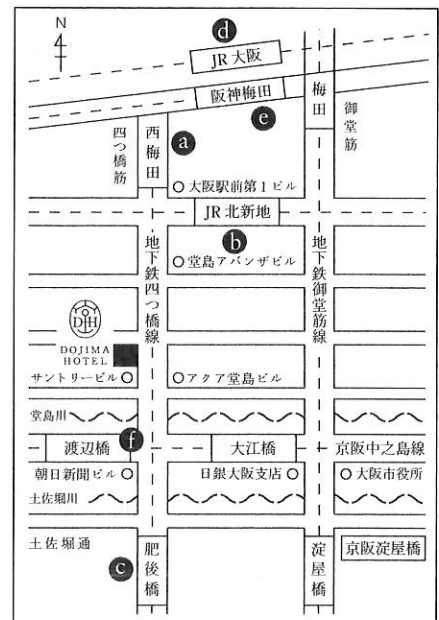 N
d
JR 大阪
阪神梅田
e
梅田
御堂筋
四つ橋筋
西梅田
a
大阪駅前第1ビル
JR 北新地
b
堂島アバンザビル
地下鉄四つ橋線
地下鉄御堂筋線
DH
DOJIMA
HOTEL
サントリービル
アクア堂島ビル
堂島川
渡辺橋
f
大江橋
京阪中之島線
朝日新聞ビル
日銀大阪支店
大阪市役所
土佐堀川
土佐堀通
c
肥後橋
淀屋橋
京阪淀屋橋